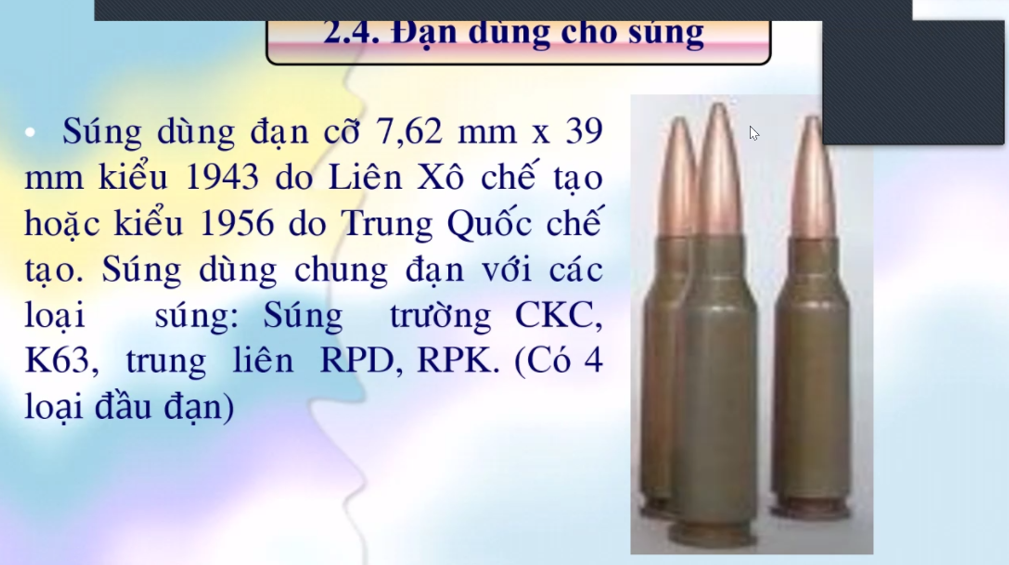 2.4. Đạn dùng cho súng
• Súng dùng đạn cỡ 7,62 mm x 39
mm kiểu 1943 do Liên Xô chế tạo
hoặc kiểu 1956 do Trung Quốc chế
tạo. Súng dùng chung đạn với các
loại súng: Súng trường CKC,
K63, trung liên RPD, RPK. (Có 4
loại đầu đạn)